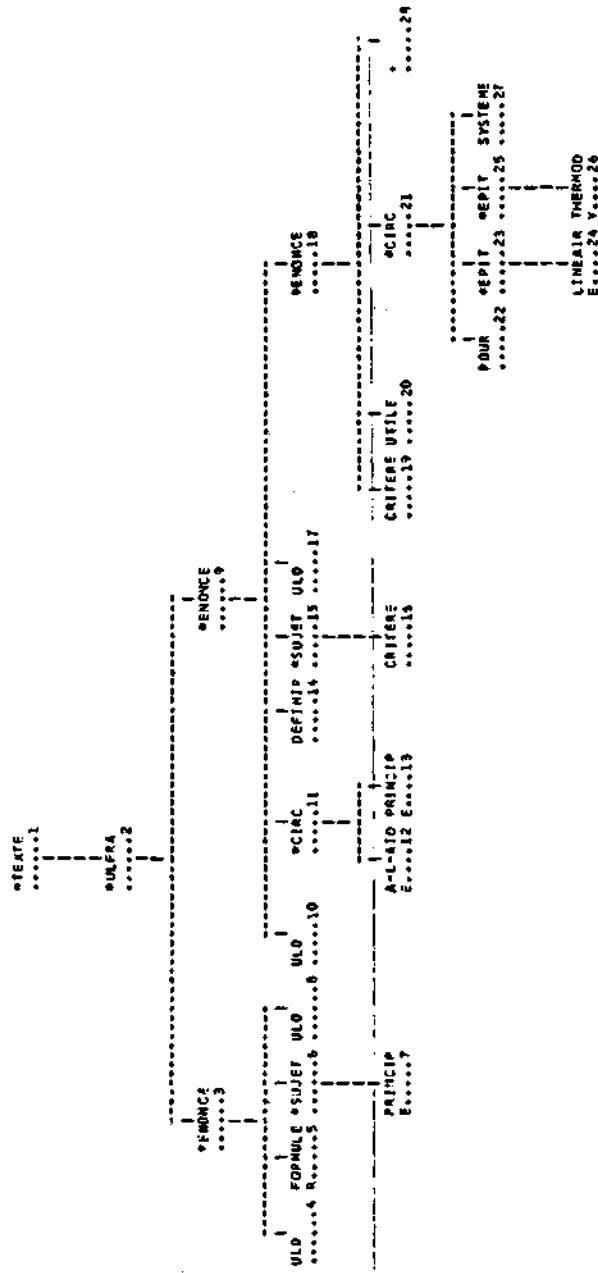 *TEXTE
......1
*ULFRA
......2
*ENONCE *ENONCE
......3 ......9
ULO FORMULE *SUJET ULO ULO *CIRC DEFINIR *SUJET ULO *ENONCE
......4 R.....5 ......6 ......8 ......10 ......11 ......14 ......15 ......17 ......18
PRINCIP A-L-AID PRINCIP CRITERE CRITERE UTILE *CIRC +
E.....7 E.....12 E.....13 ......16 ......19 ......20 ......21 ......28
POUR *EPIT *EPIT SYSTEME
......22 ......23 ......25 ......27
LINEAIR THERMOD
E.....24 Y.....26